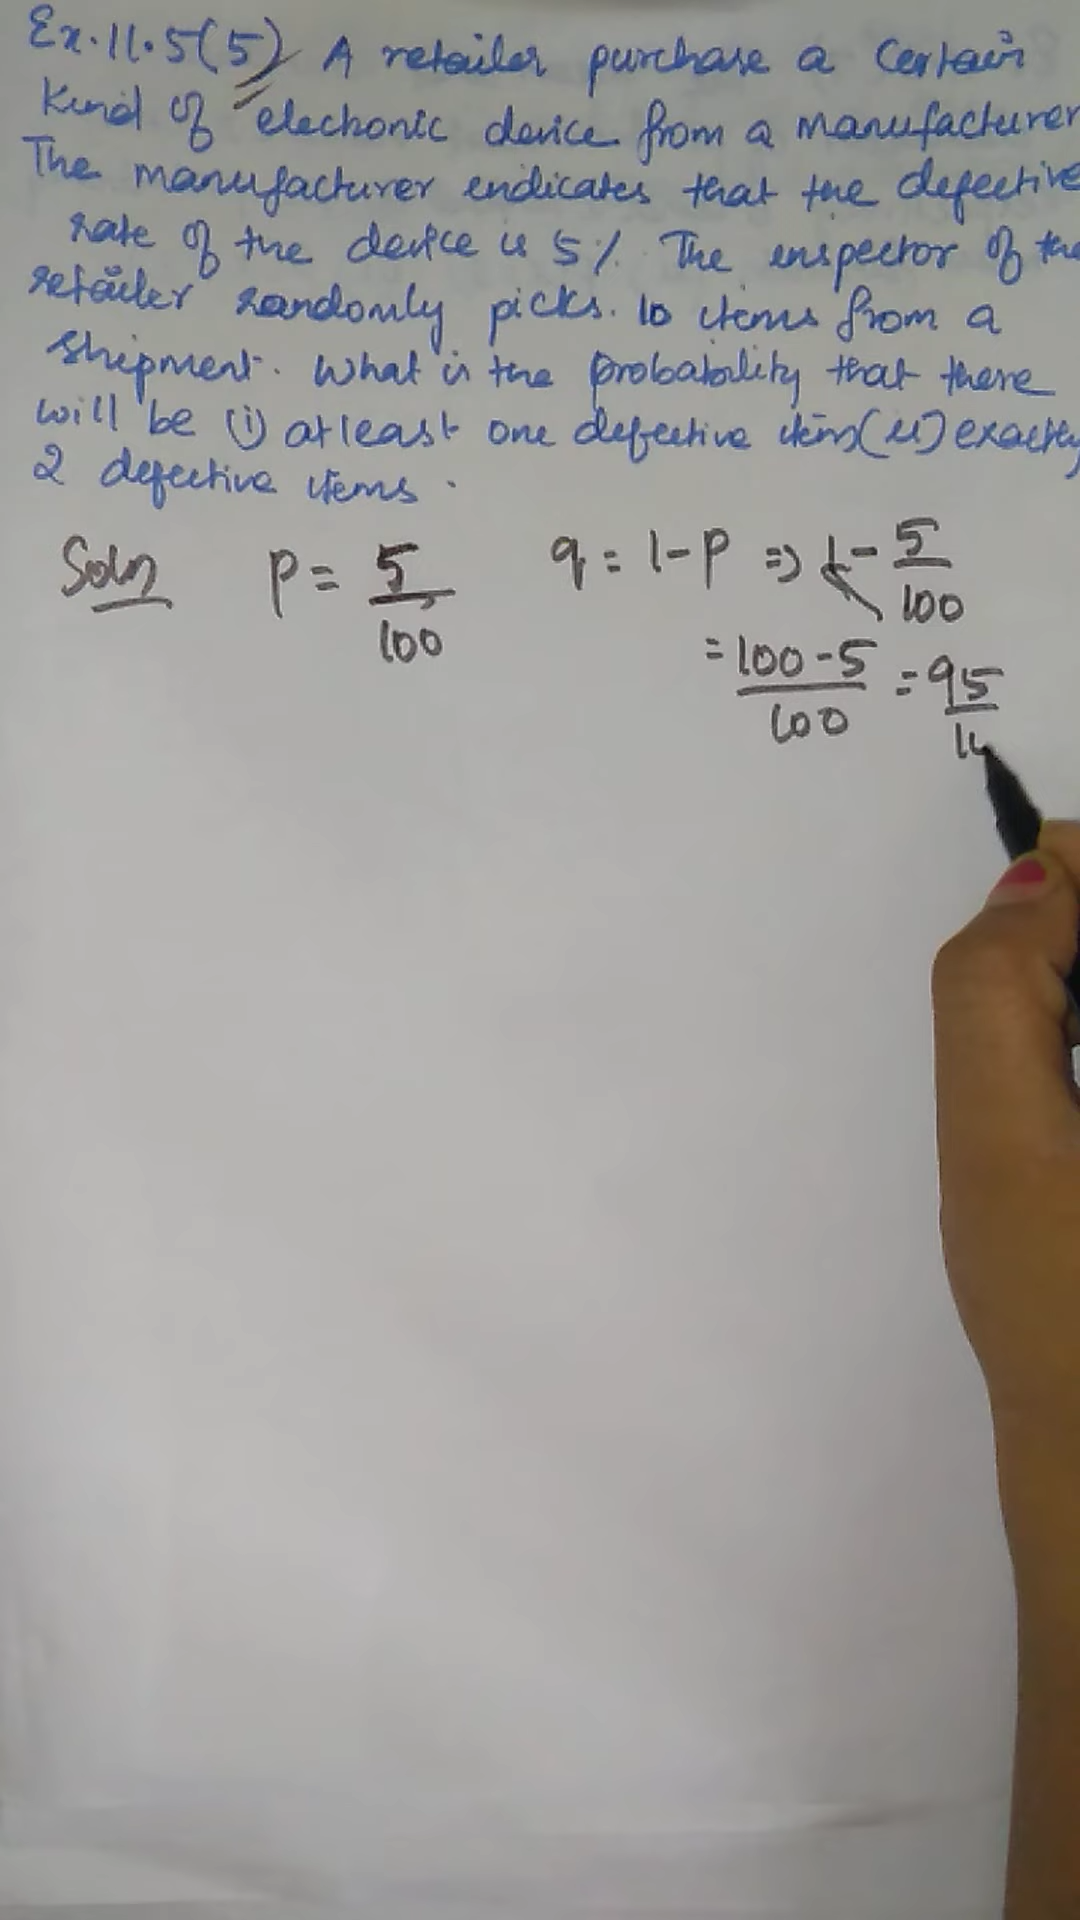 Ex.11.5(5) A retailer purchase a certain
Kind of electronic device from a manufacturer
The manufacturer indicates that the defective
rate of the device is 5%. The inspector of the
retailer randomly picks. 10 items from a
Shipment. What is the probability that there
will be (i) atleast one defective item (ii) exactly
2 defective items.
Soln p = 5/100 q = 1-p ⇒ 1 - 5/100
= 100-5/100 = 95/10